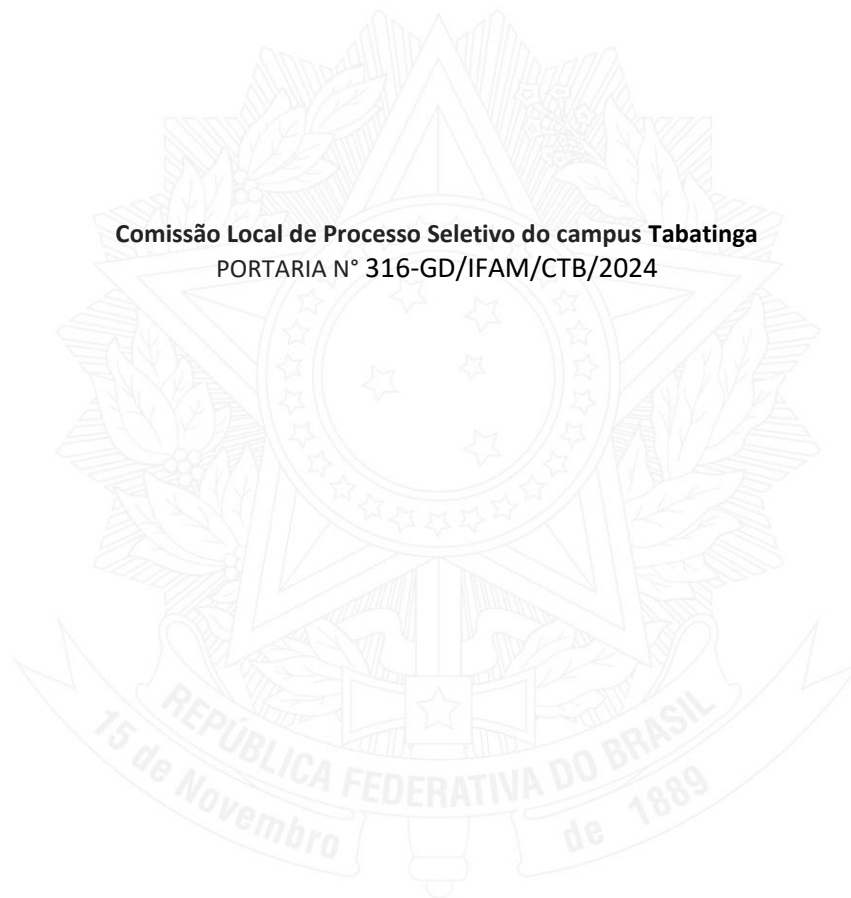 Comissão Local de Processo Seletivo do campus Tabatinga
PORTARIA N° 316-GD/IFAM/CTB/2024
REPÚBLICA FEDERATIVA DO BRASIL
15 de Novembro de 1889